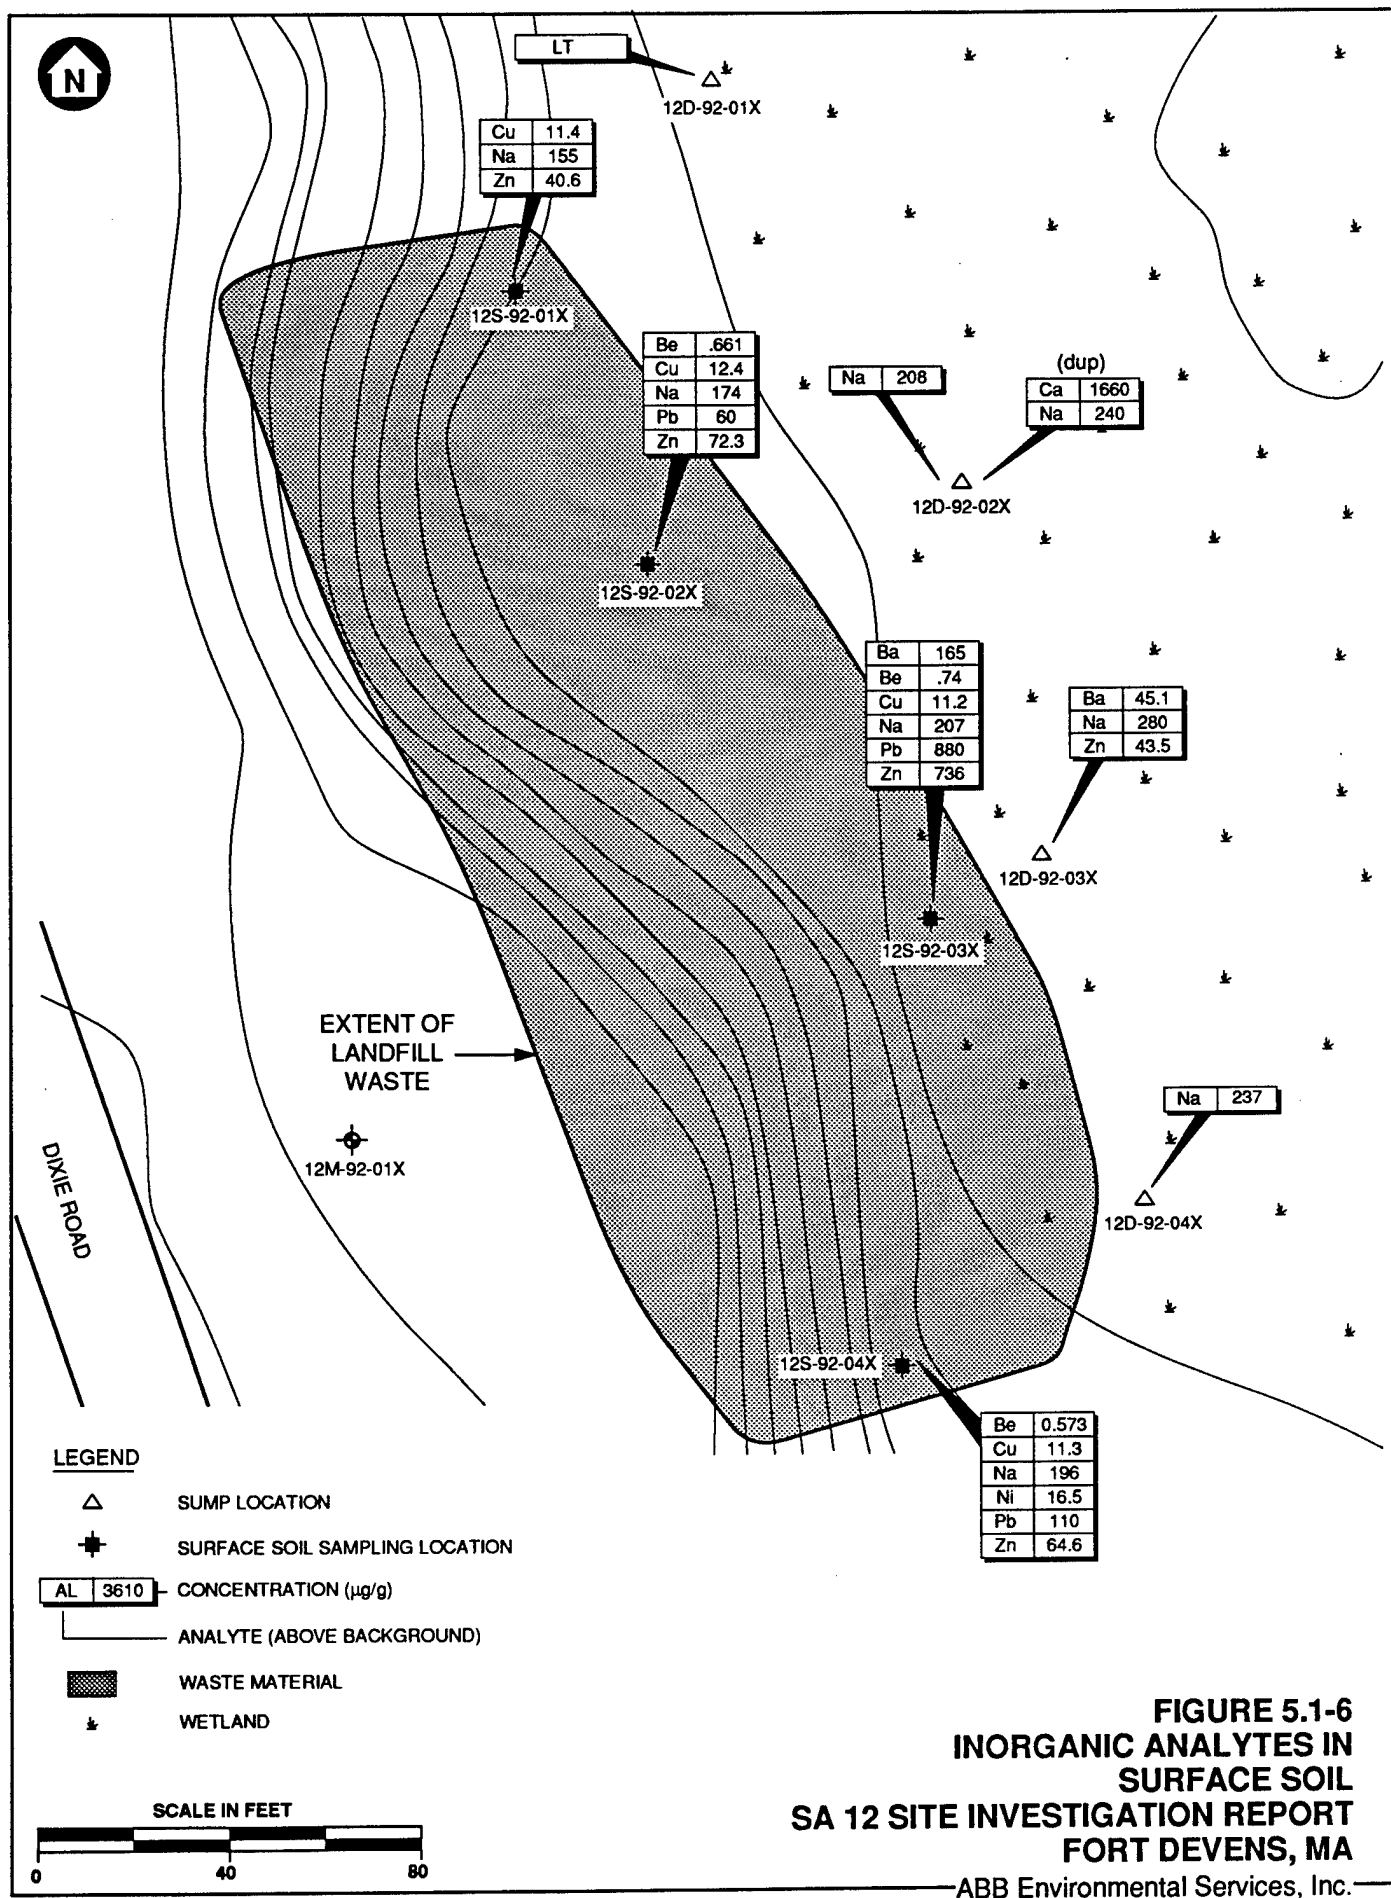 N
LT
12D-92-01X
Cu 11.4
Na 155
Zn 40.6
12S-92-01X
Be .661
Cu 12.4
Na 174
Pb 60
Zn 72.3
12S-92-02X
Na 208
(dup)
Ca 1660
Na 240
12D-92-02X
Ba 165
Be .74
Cu 11.2
Na 207
Pb 880
Zn 736
12S-92-03X
Ba 45.1
Na 280
Zn 43.5
12D-92-03X
EXTENT OF
LANDFILL
WASTE
12M-92-01X
DIXIE ROAD
Na 237
12D-92-04X
12S-92-04X
Be 0.573
Cu 11.3
Na 196
Ni 16.5
Pb 110
Zn 64.6
LEGEND
SUMP LOCATION
SURFACE SOIL SAMPLING LOCATION
AL 3610 CONCENTRATION (µg/g)
ANALYTE (ABOVE BACKGROUND)
WASTE MATERIAL
WETLAND
SCALE IN FEET
0 40 80
FIGURE 5.1-6
INORGANIC ANALYTES IN
SURFACE SOIL
SA 12 SITE INVESTIGATION REPORT
FORT DEVENS, MA
ABB Environmental Services, Inc.